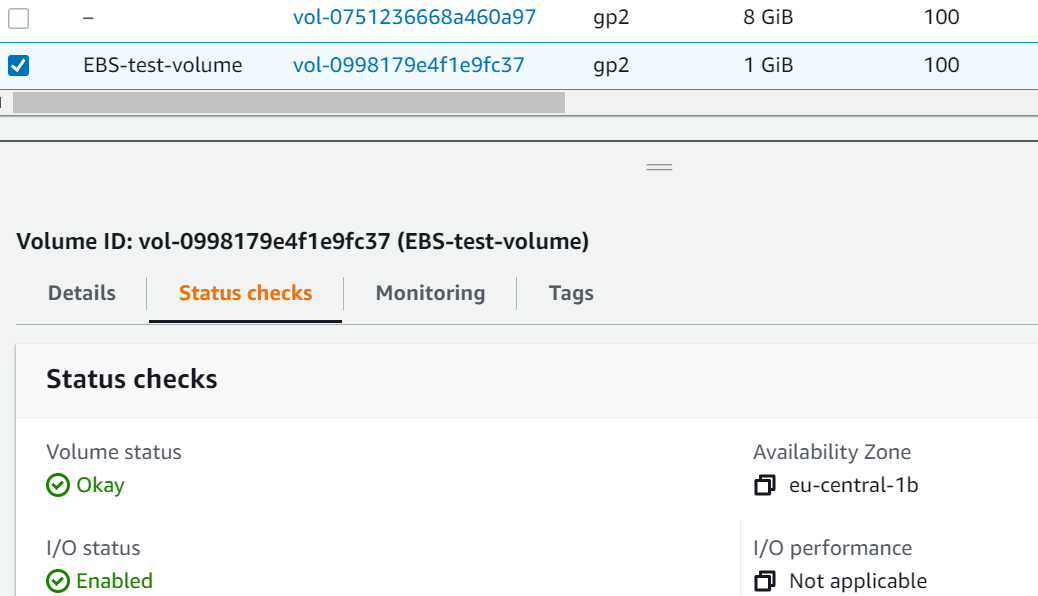 – vol-0751236668a460a97 gp2 8 GiB 100
EBS-test-volume vol-0998179e4f1e9fc37 gp2 1 GiB 100
Volume ID: vol-0998179e4f1e9fc37 (EBS-test-volume)
Details Status checks Monitoring Tags
Status checks
Volume status Availability Zone
Okay eu-central-1b
I/O status I/O performance
Enabled Not applicable